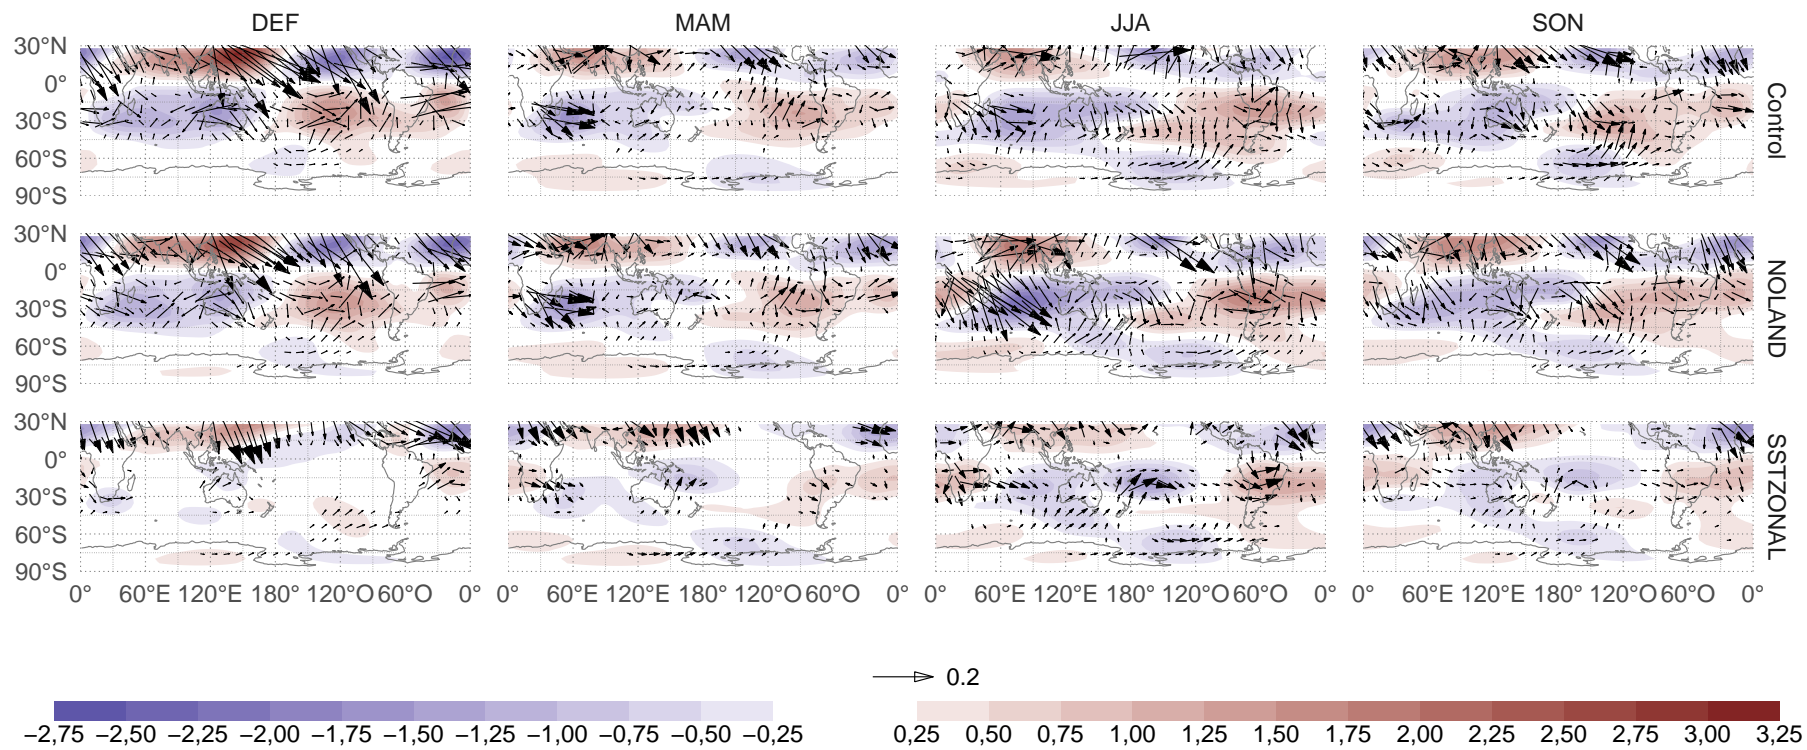 DEF MAM JJA SON
30°N
0°
30°S
60°S
90°S
Control
30°N
0°
30°S
60°S
90°S
NOLAND
30°N
0°
30°S
60°S
90°S
SSTZONAL
0° 60°E 120°E 180° 120°O 60°O 0° 0° 60°E 120°E 180° 120°O 60°O 0° 0° 60°E 120°E 180° 120°O 60°O 0° 0° 60°E 120°E 180° 120°O 60°O 0°
0.2
−2,75 −2,50 −2,25 −2,00 −1,75 −1,50 −1,25 −1,00 −0,75 −0,50 −0,25 0,25 0,50 0,75 1,00 1,25 1,50 1,75 2,00 2,25 2,50 2,75 3,00 3,25